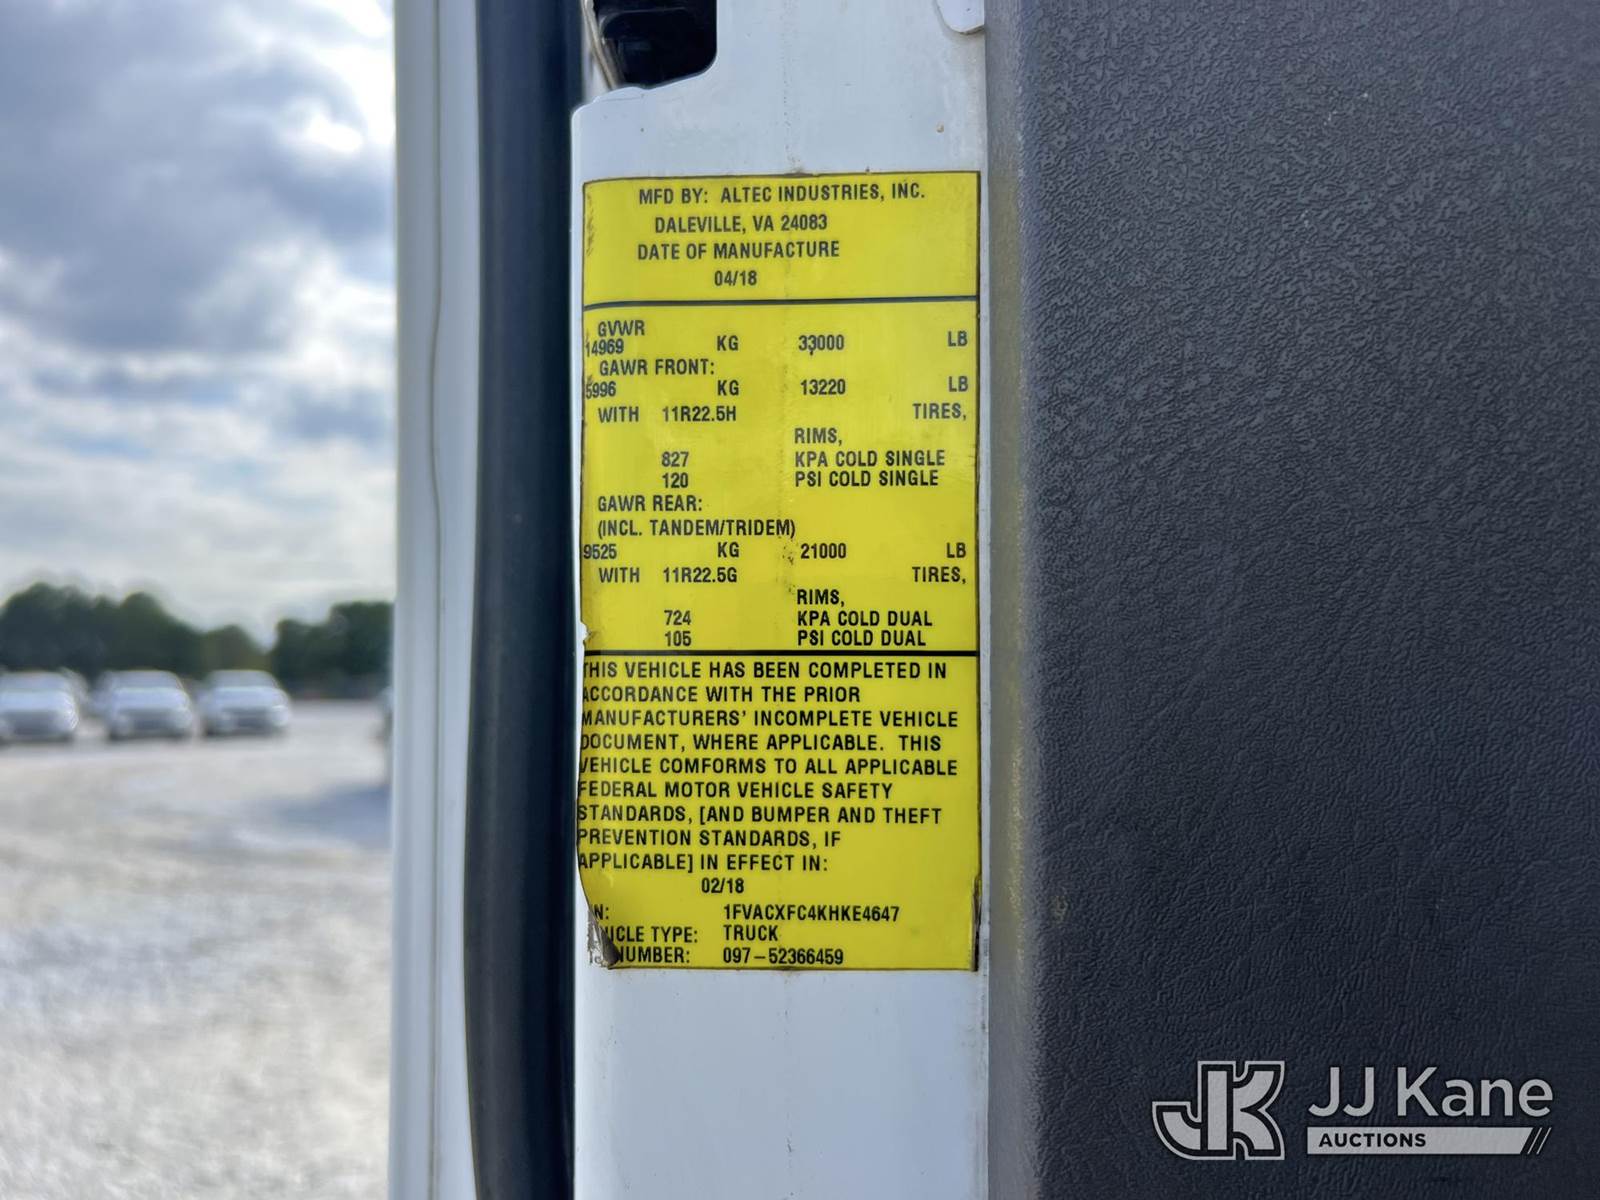 MFD BY: ALTEC INDUSTRIES, INC.
DALEVILLE, VA 24083
DATE OF MANUFACTURE
04/18
GVWR
14969 KG 33000 LB
GAWR FRONT:
5996 KG 13220 LB
WITH 11R22.5H TIRES,
RIMS,
827 KPA COLD SINGLE
120 PSI COLD SINGLE
GAWR REAR:
(INCL. TANDEM/TRIDEM)
9525 KG 21000 LB
WITH 11R22.5G TIRES,
RIMS,
724 KPA COLD DUAL
105 PSI COLD DUAL
THIS VEHICLE HAS BEEN COMPLETED IN
ACCORDANCE WITH THE PRIOR
MANUFACTURERS' INCOMPLETE VEHICLE
DOCUMENT, WHERE APPLICABLE. THIS
VEHICLE COMFORMS TO ALL APPLICABLE
FEDERAL MOTOR VEHICLE SAFETY
STANDARDS, [AND BUMPER AND THEFT
PREVENTION STANDARDS, IF
APPLICABLE] IN EFFECT IN:
02/18
1FVACXFC4KHKE4647
TYPE: TRUCK
NUMBER: 097-52366459
JK JJ Kane
AUCTIONS